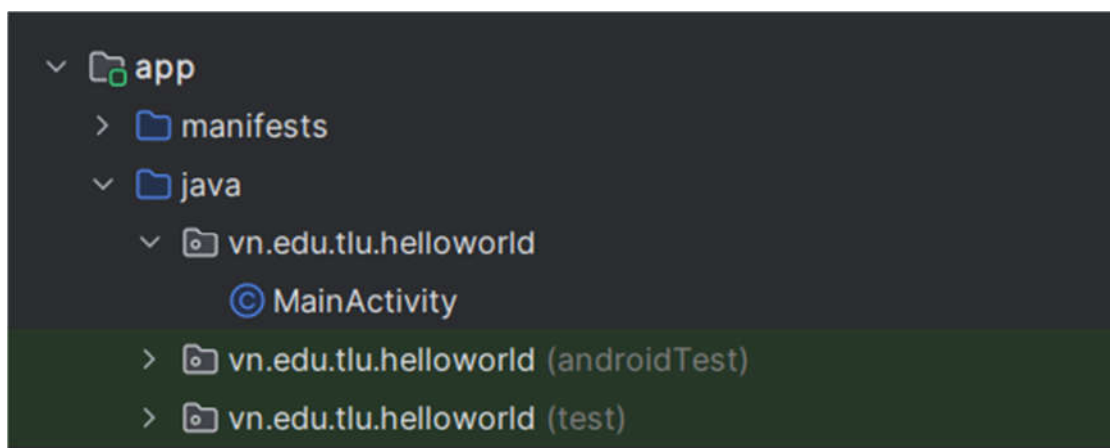 app
manifests
java
vn.edu.tlu.helloworld
MainActivity
vn.edu.tlu.helloworld (androidTest)
vn.edu.tlu.helloworld (test)